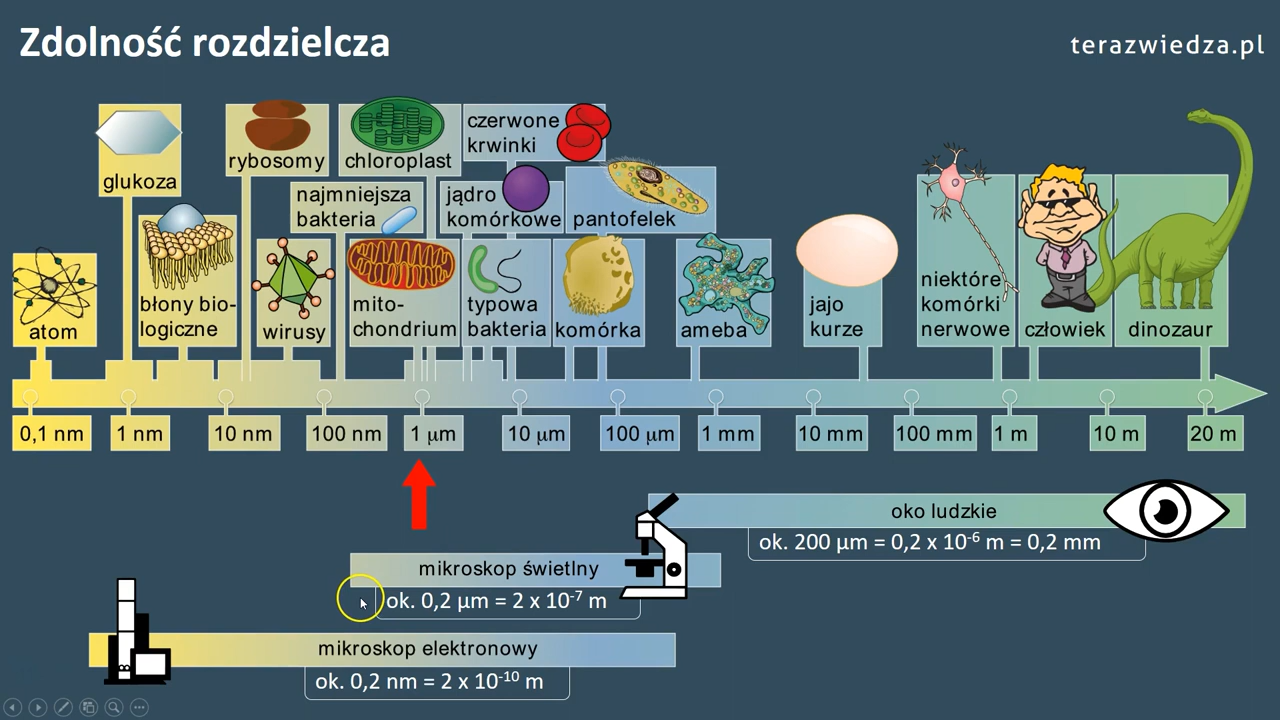 Zdolność rozdzielcza
terazwiedza.pl
glukoza
rybosomy
chloroplast
czerwone
krwinki
najmniejsza
bakteria
jądro
komórkowe
pantofelek
atom
błony bio-
logiczne
wirusy
mito-
chondrium
typowa
bakteria
komórka
ameba
jajo
kurze
niektóre
komórki
nerwowe
człowiek
dinozaur
0,1 nm
1 nm
10 nm
100 nm
1 μm
10 μm
100 μm
1 mm
10 mm
100 mm
1 m
10 m
20 m
oko ludzkie
ok. 200 μm = 0,2 x 10⁻⁶ m = 0,2 mm
mikroskop świetlny
ok. 0,2 μm = 2 x 10⁻⁷ m
mikroskop elektronowy
ok. 0,2 nm = 2 x 10⁻¹⁰ m